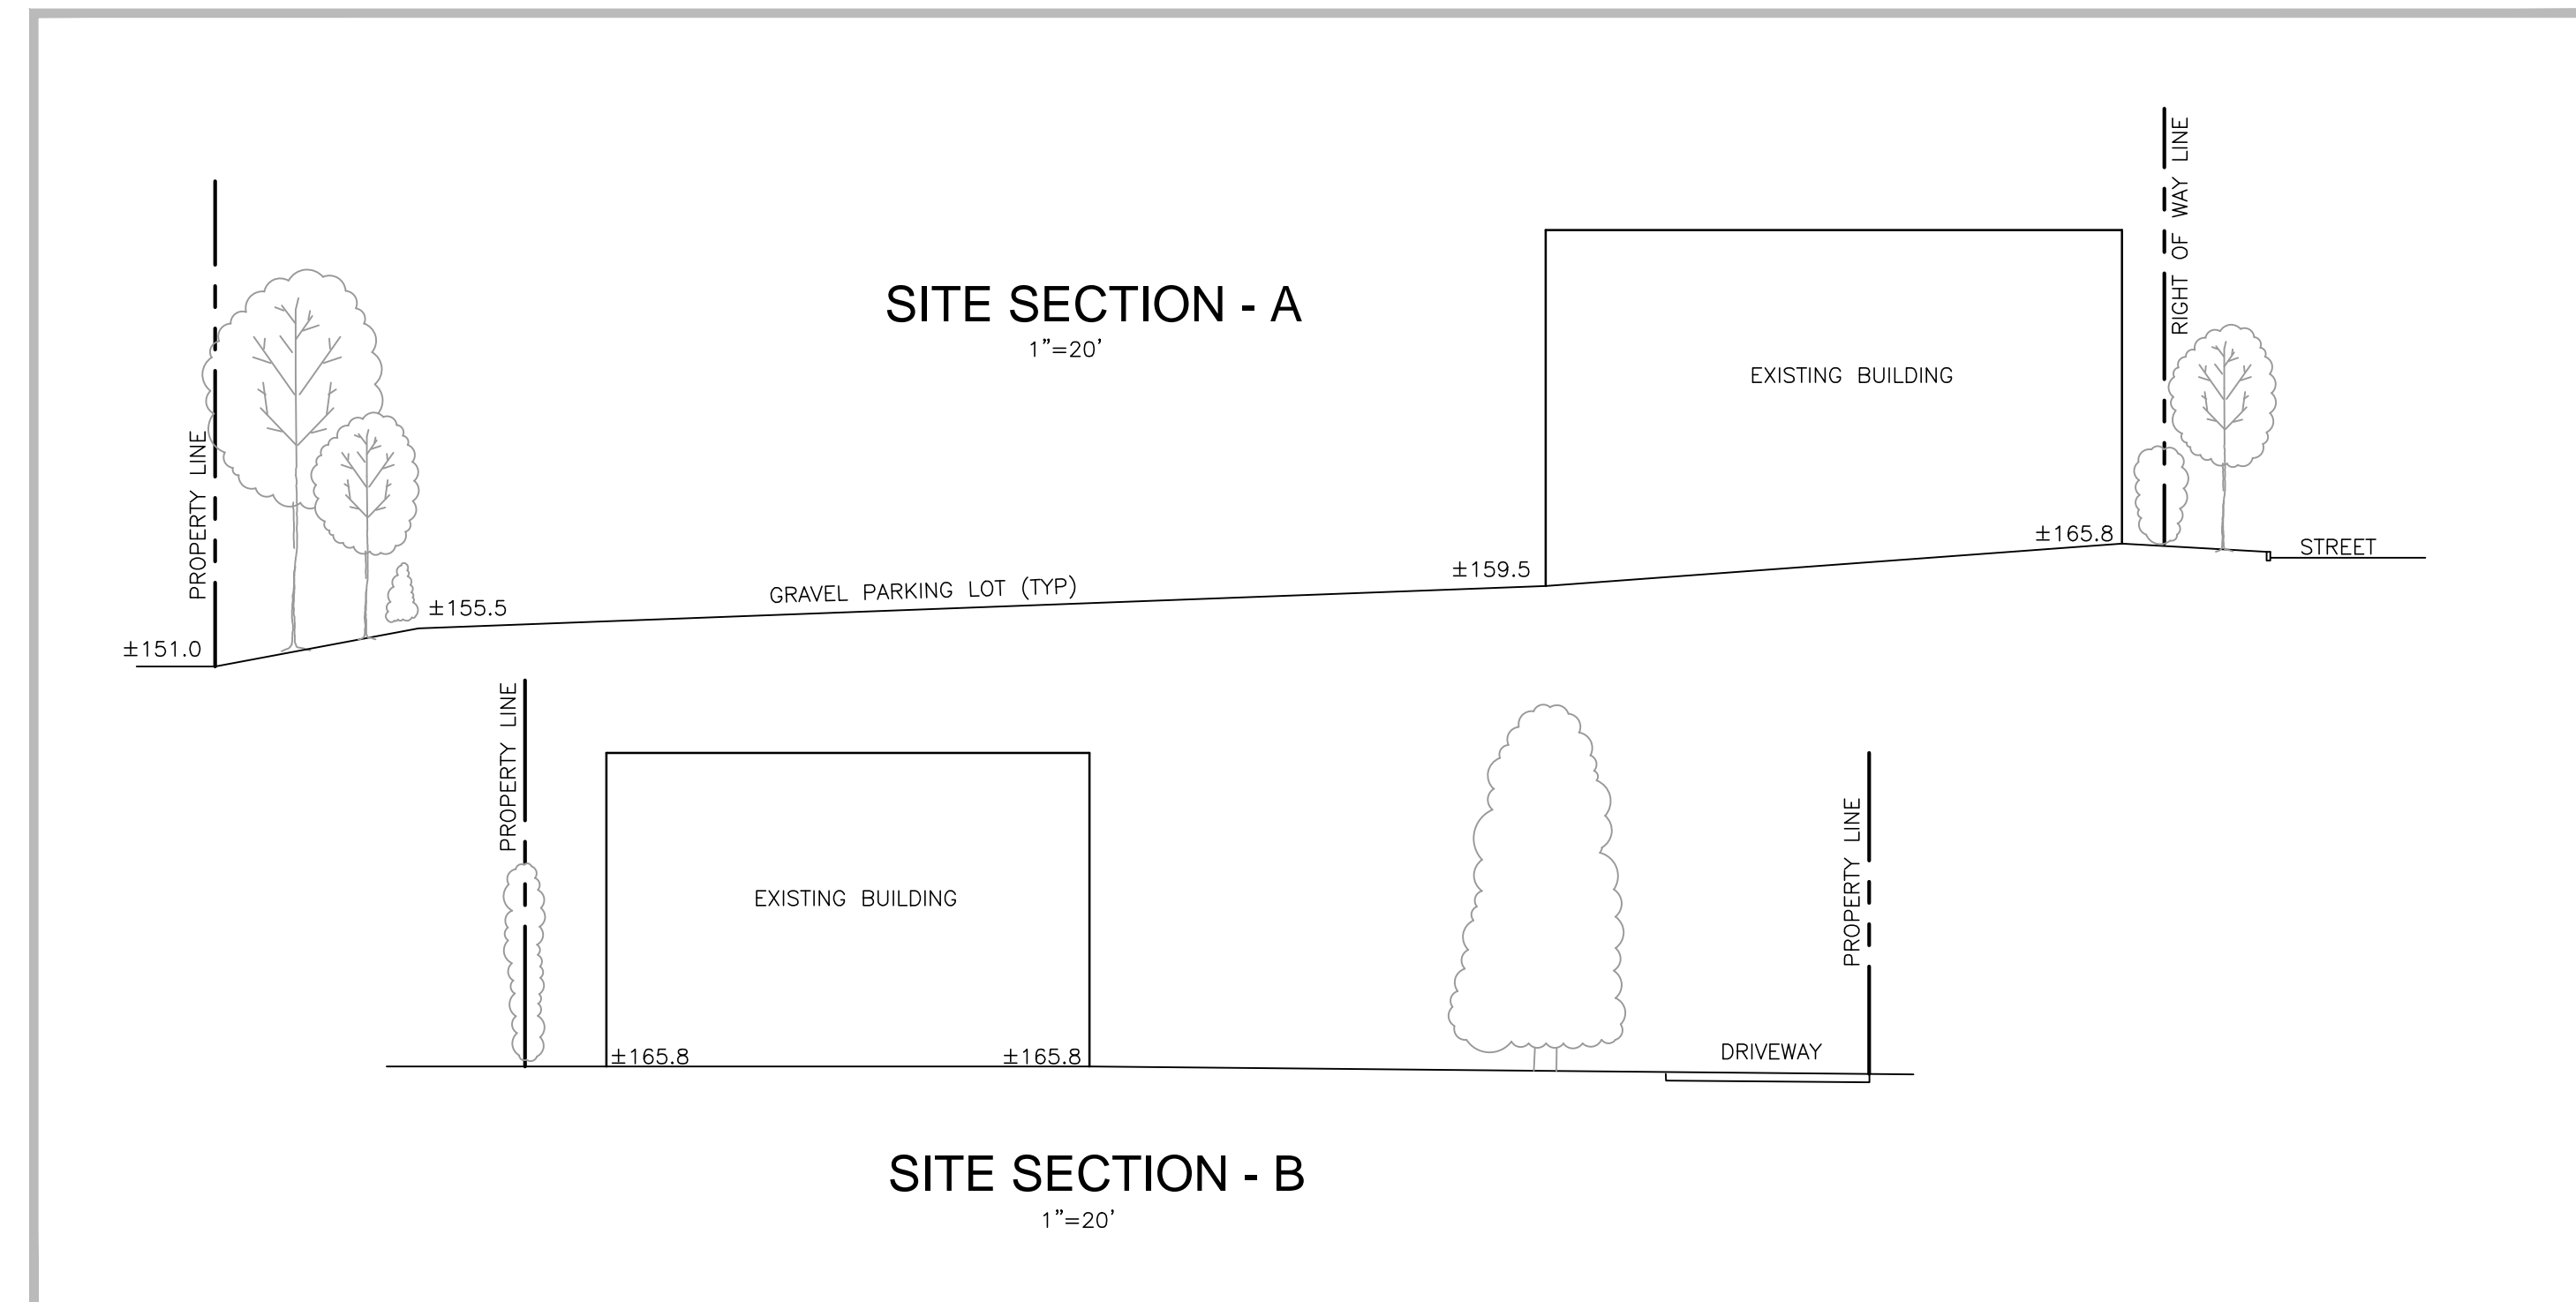 RIGHT OF WAY LINE
SITE SECTION - A
1"=20'
EXISTING BUILDING
PROPERTY LINE
±165.8
STREET
±159.5
GRAVEL PARKING LOT (TYP)
±155.5
±151.0
PROPERTY LINE
EXISTING BUILDING
PROPERTY LINE
±165.8
±165.8
DRIVEWAY
SITE SECTION - B
1"=20'